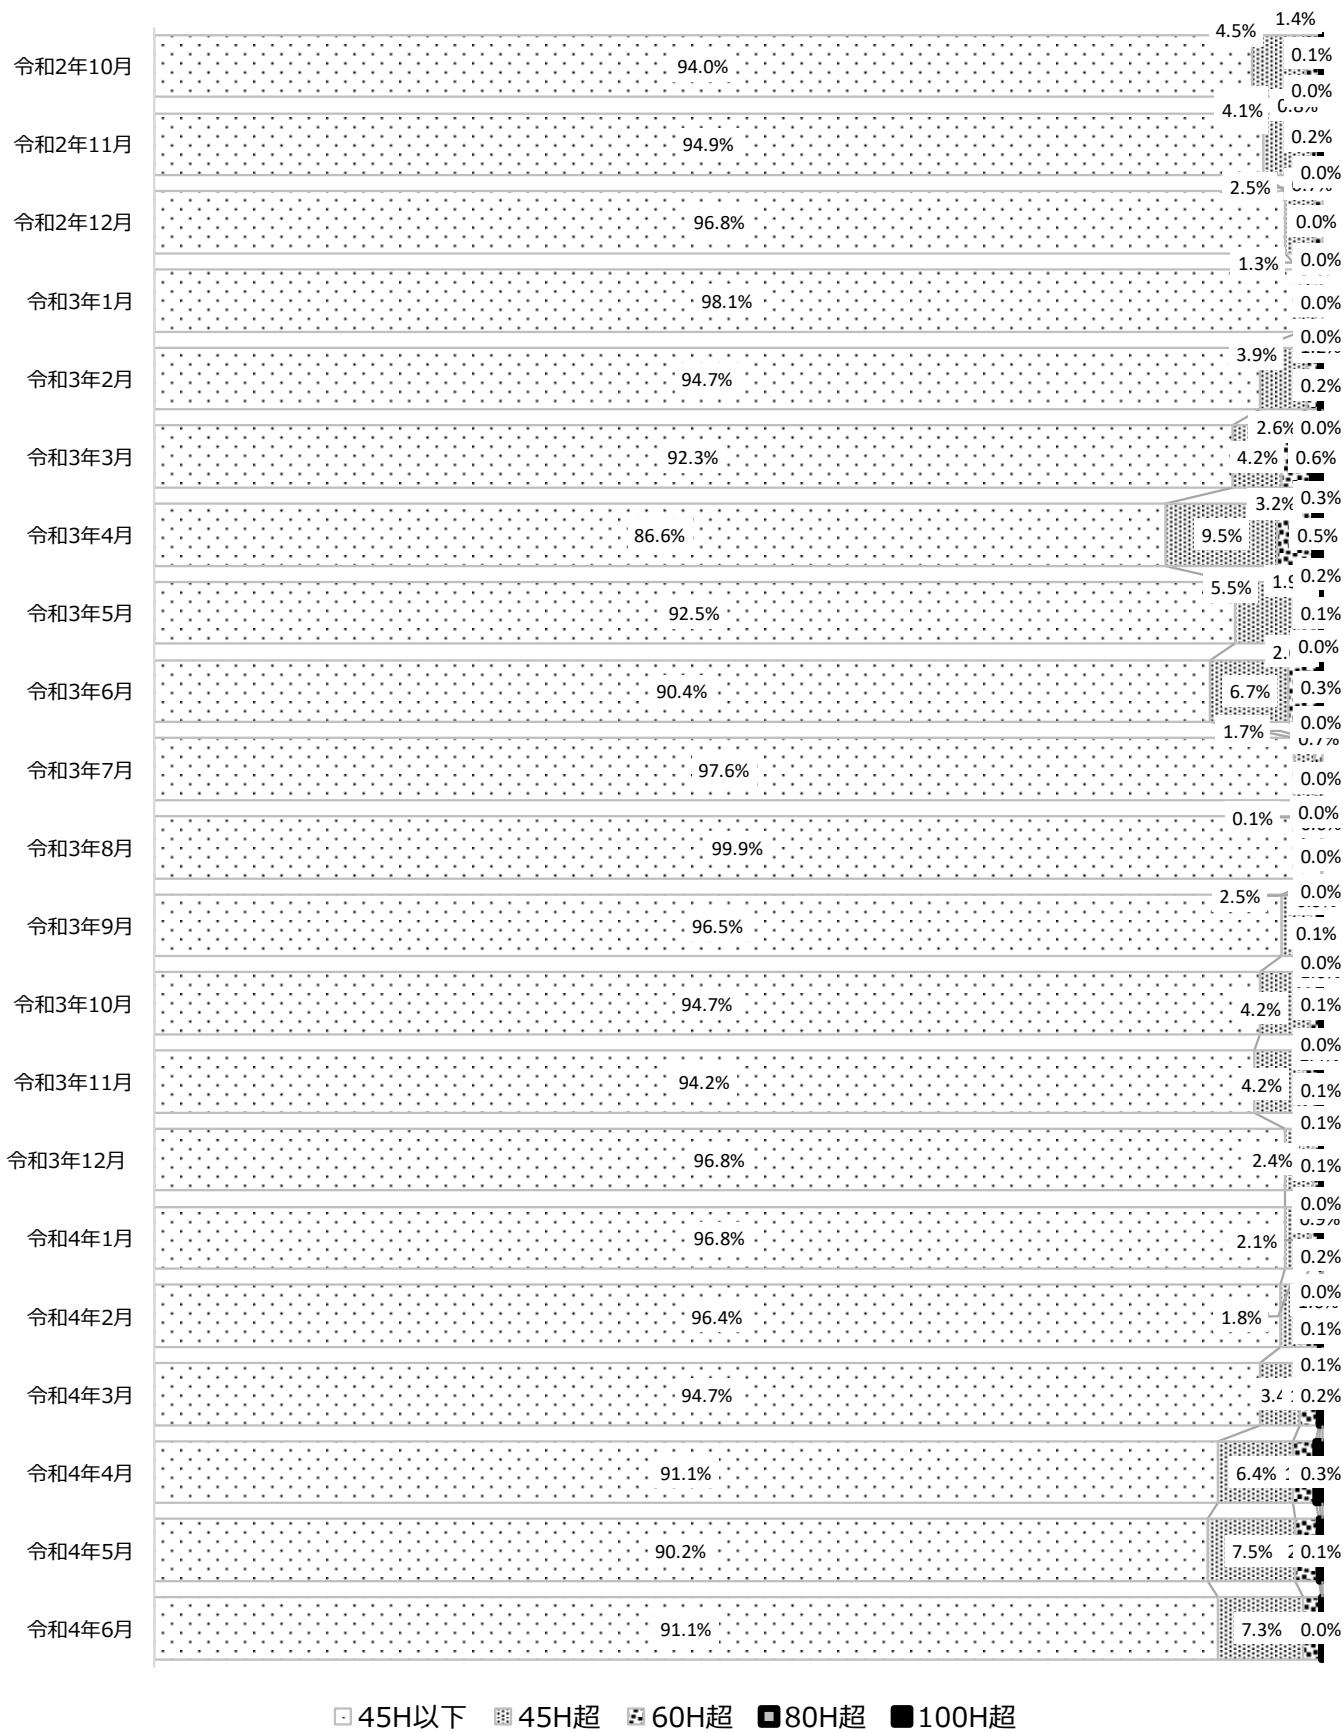 1.4%
4.5%
令和2年10月 94.0% 0.1%
0.0%
4.1%
令和2年11月 94.9% 0.2%
0.0%
2.5%
令和2年12月 96.8% 0.0%
1.3% 0.0%
令和3年1月 98.1% 0.0%
0.0%
3.9%
令和3年2月 94.7% 0.2%
2.6% 0.0%
令和3年3月 92.3% 4.2% 0.6%
3.2% 0.3%
令和3年4月 86.6% 9.5% 0.5%
5.5% 0.2%
令和3年5月 92.5% 0.1%
0.0%
令和3年6月 90.4% 6.7% 0.3%
0.0%
1.7% 0.7%
令和3年7月 97.6% 0.0%
0.1% 0.0%
令和3年8月 99.9% 0.0%
2.5% 0.0%
令和3年9月 96.5% 0.1%
0.0%
令和3年10月 94.7% 4.2% 0.1%
0.0%
令和3年11月 94.2% 4.2% 0.1%
0.1%
令和3年12月 96.8% 2.4% 0.1%
0.0%
0.9%
令和4年1月 96.8% 2.1% 0.2%
0.0%
令和4年2月 96.4% 1.8% 0.1%
0.1%
令和4年3月 94.7% 0.2%
令和4年4月 91.1% 6.4% 0.3%
令和4年5月 90.2% 7.5% 0.1%
令和4年6月 91.1% 7.3% 0.0%
45H以下 45H超 60H超 80H超 100H超